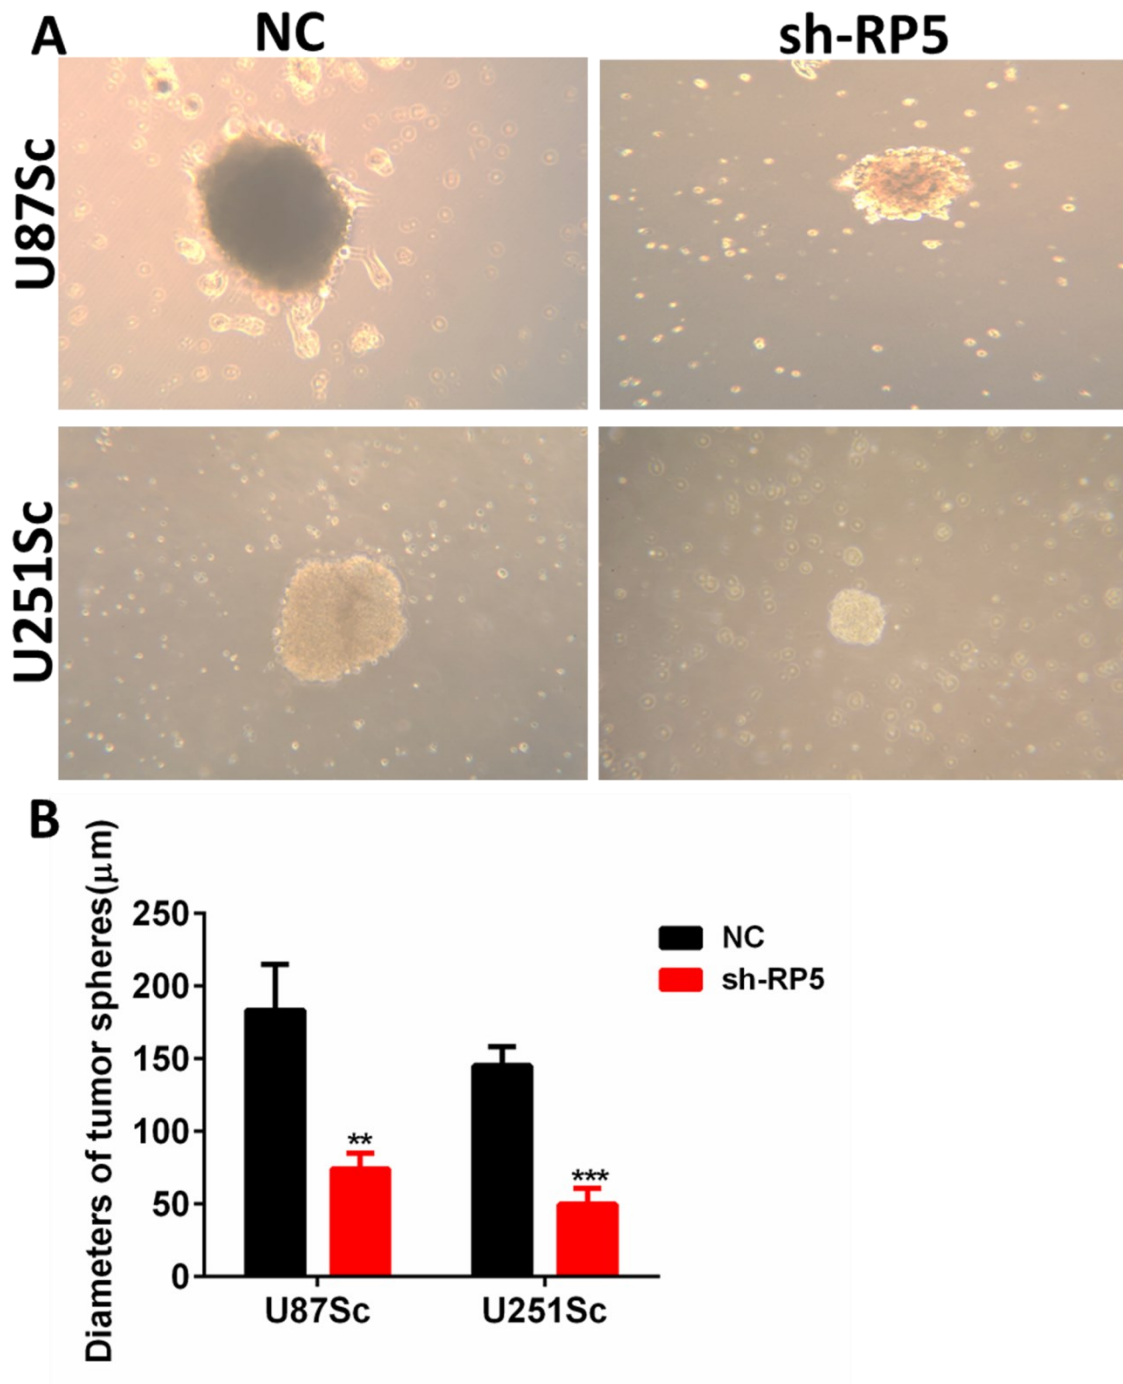 A
NC
sh-RP5
U87Sc
U251Sc
B
Diameters of tumor spheres(μm)
250
200
150
100
50
0
**
***
U87Sc
U251Sc
NC
sh-RP5